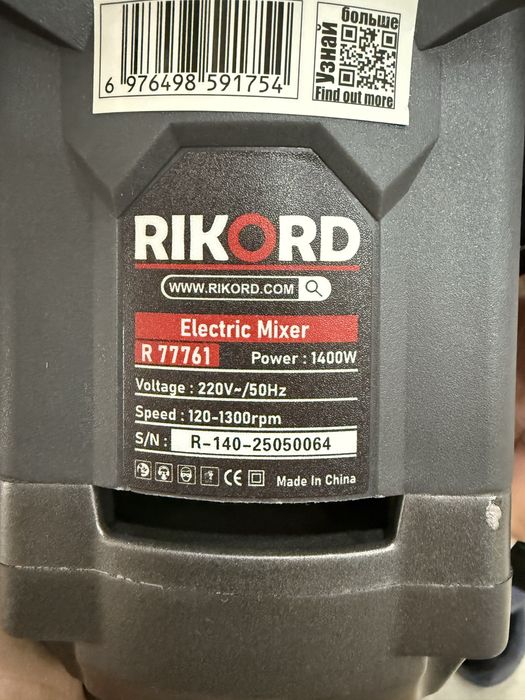 6 976498 591754
Узнай
больше
Find out more
RIKORD
WWW.RIKORD.COM
Electric Mixer
R 77761 Power : 1400W
Voltage : 220V~/50Hz
Speed : 120-1300rpm
S/N : R-140-25050064
CE Made In China